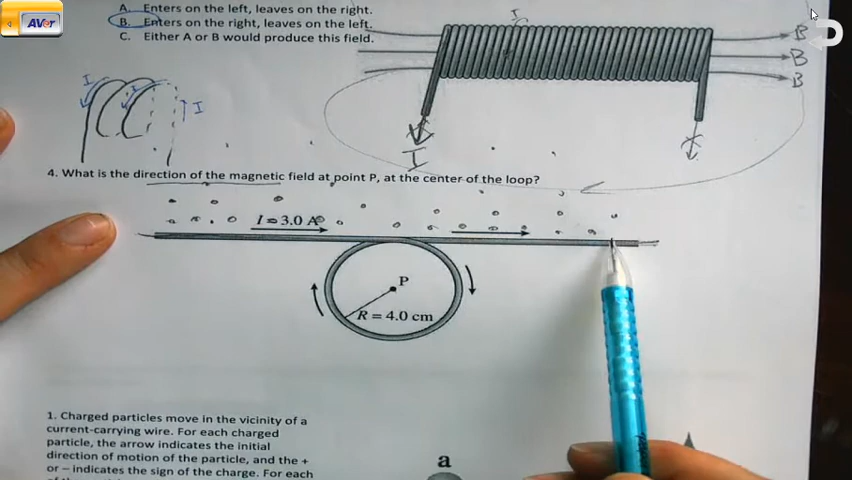 AVer
A. Enters on the left, leaves on the right.
B. Enters on the right, leaves on the left.
C. Either A or B would produce this field.
I
B
B
B
I
I
I
I
4. What is the direction of the magnetic field at point P, at the center of the loop?
I = 3.0 A
P
R = 4.0 cm
1. Charged particles move in the vicinity of a
current-carrying wire. For each charged
particle, the arrow indicates the initial
direction of motion of the particle, and the +
or – indicates the sign of the charge. For each
a